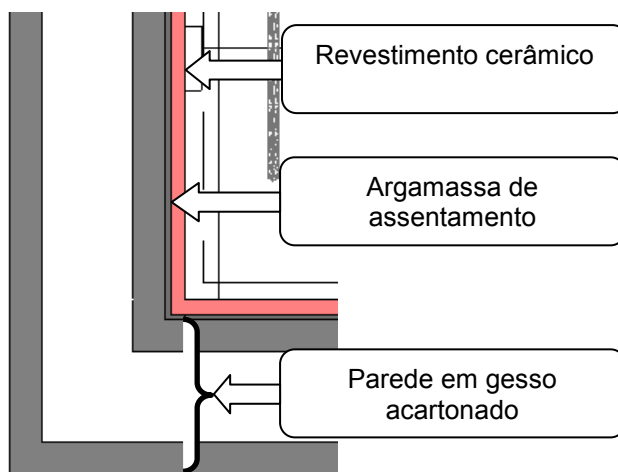 Revestimento cerâmico
Argamassa de
assentamento
Parede em gesso
acartonado